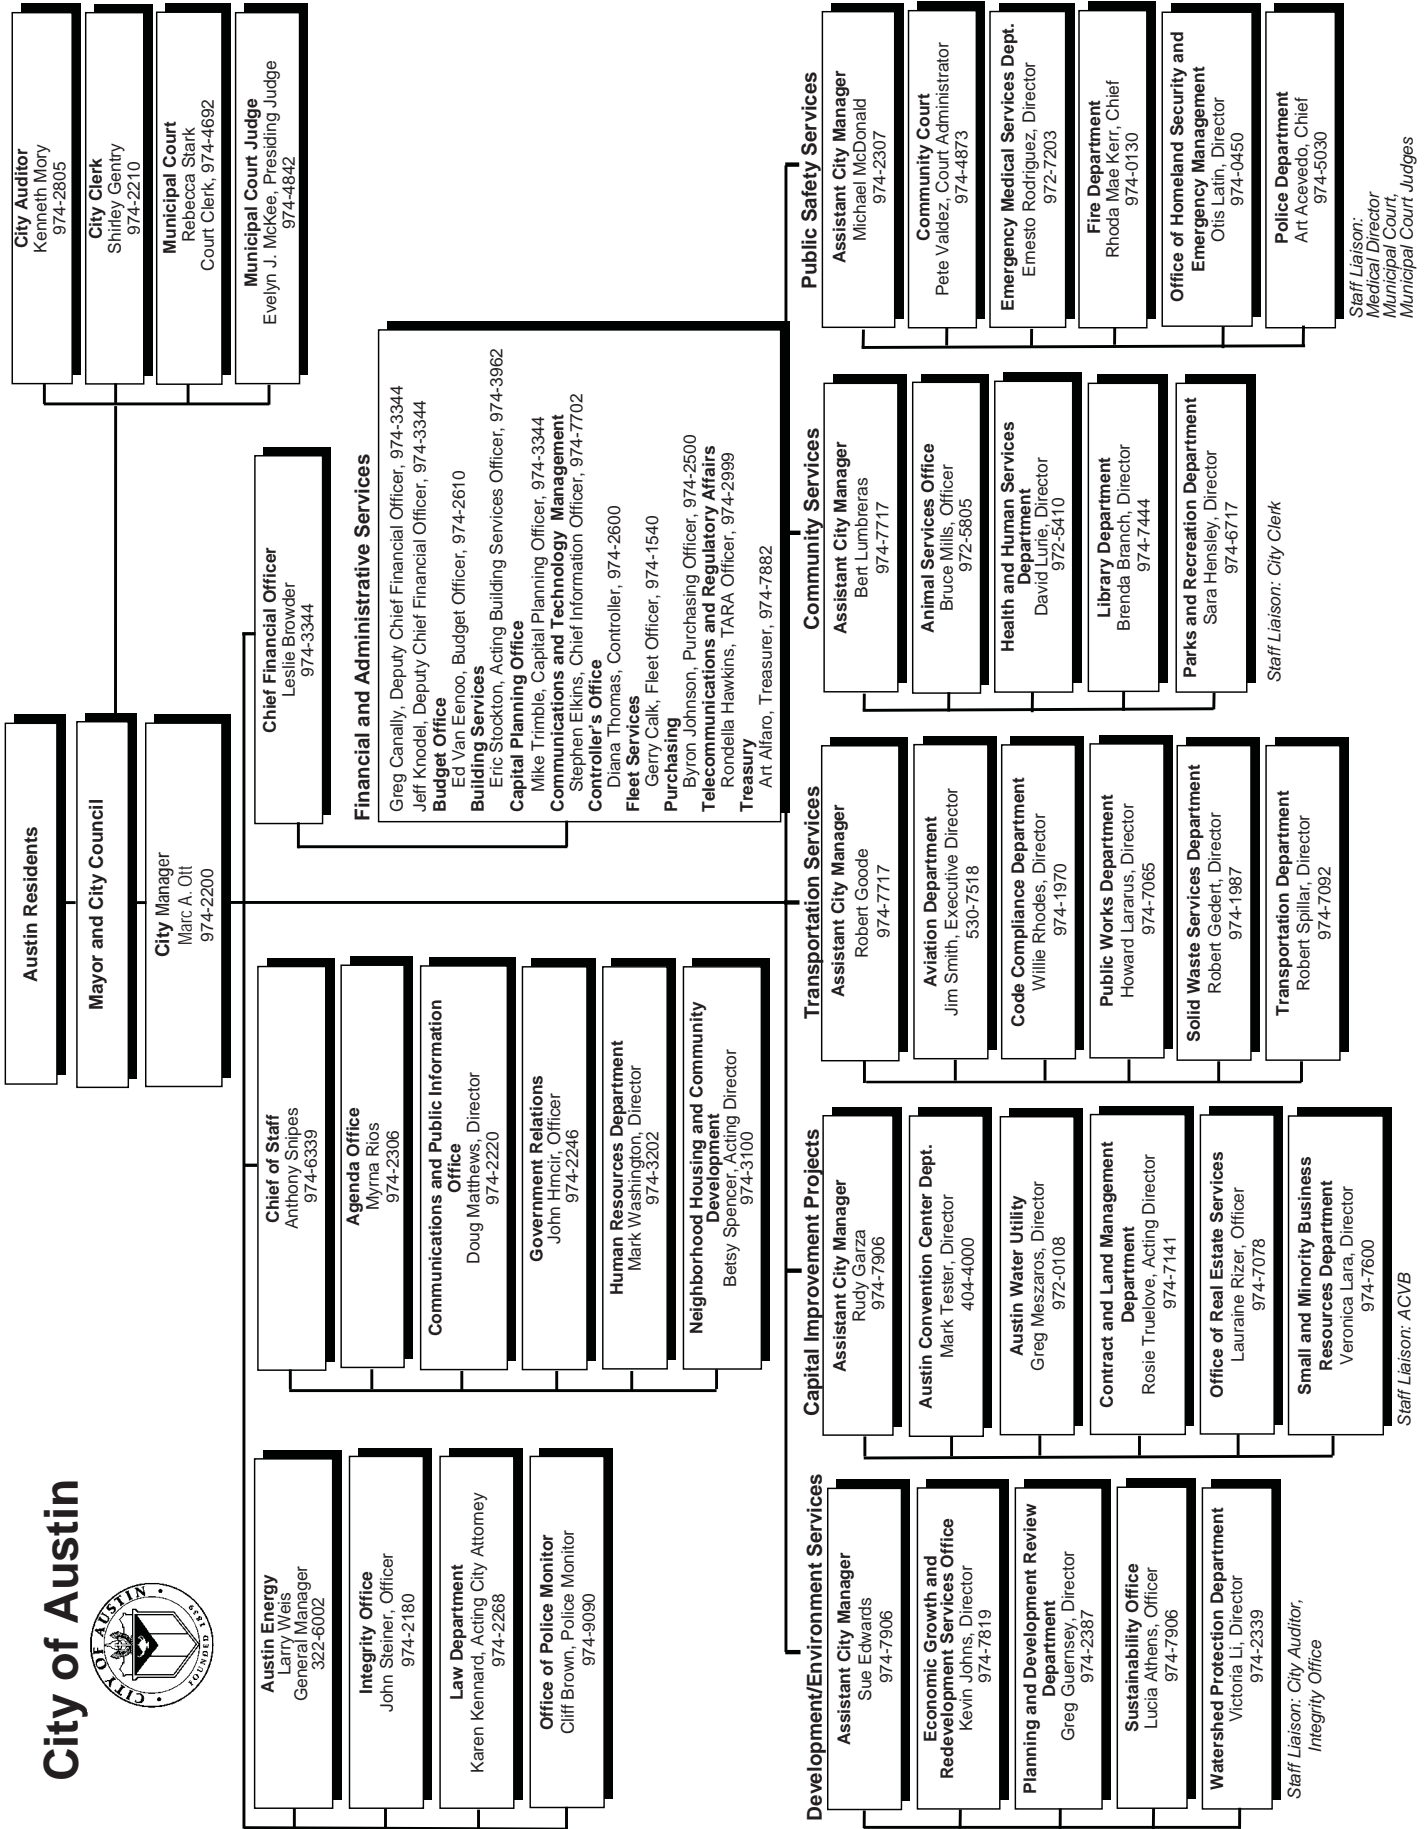 City of Austin
CITY OF AUSTIN
FOUNDED 1839
Austin Residents
Mayor and City Council
City Manager
Marc A. Ott
974-2200
City Auditor
Kenneth Mory
974-2805
City Clerk
Shirley Gentry
974-2210
Municipal Court
Rebecca Stark
Court Clerk, 974-4692
Municipal Court Judge
Evelyn J. McKee, Presiding Judge
974-4842
Austin Energy
Larry Weis
General Manager
322-6002
Integrity Office
John Steiner, Officer
974-2180
Law Department
Karen Kennard, Acting City Attorney
974-2268
Office of Police Monitor
Cliff Brown, Police Monitor
974-9090
Chief of Staff
Anthony Snipes
974-6339
Agenda Office
Myrna Rios
974-2306
Communications and Public Information
Office
Doug Matthews, Director
974-2220
Government Relations
John Hrncir, Officer
974-2246
Human Resources Department
Mark Washington, Director
974-3202
Neighborhood Housing and Community
Development
Betsy Spencer, Acting Director
974-3100
Chief Financial Officer
Leslie Browder
974-3344
Financial and Administrative Services
Greg Canally, Deputy Chief Financial Officer, 974-3344
Jeff Knodel, Deputy Chief Financial Officer, 974-3344
Budget Office
Ed Van Eenoo, Budget Officer, 974-2610
Building Services
Eric Stockton, Acting Building Services Officer, 974-3962
Capital Planning Office
Mike Trimble, Capital Planning Officer, 974-3344
Communications and Technology Management
Stephen Elkins, Chief Information Officer, 974-7702
Controller's Office
Diana Thomas, Controller, 974-2600
Fleet Services
Gerry Calk, Fleet Officer, 974-1540
Purchasing
Byron Johnson, Purchasing Officer, 974-2500
Telecommunications and Regulatory Affairs
Rondella Hawkins, TARA Officer, 974-2999
Treasury
Art Alfaro, Treasurer, 974-7882
Development/Environment Services
Assistant City Manager
Sue Edwards
974-7906
Economic Growth and
Redevelopment Services Office
Kevin Johns, Director
974-7819
Planning and Development Review
Department
Greg Guernsey, Director
974-2387
Sustainability Office
Lucia Athens, Officer
974-7906
Watershed Protection Department
Victoria Li, Director
974-2339
Staff Liaison: City Auditor,
Integrity Office
Capital Improvement Projects
Assistant City Manager
Rudy Garza
974-7906
Austin Convention Center Dept.
Mark Tester, Director
404-4000
Austin Water Utility
Greg Meszaros, Director
972-0108
Contract and Land Management
Department
Rosie Truelove, Acting Director
974-7141
Office of Real Estate Services
Lauraine Rizer, Officer
974-7078
Small and Minority Business
Resources Department
Veronica Lara, Director
974-7600
Staff Liaison: ACVB
Transportation Services
Assistant City Manager
Robert Goode
974-7717
Aviation Department
Jim Smith, Executive Director
530-7518
Code Compliance Department
Willie Rhodes, Director
974-1970
Public Works Department
Howard Lararus, Director
974-7065
Solid Waste Services Department
Robert Gedert, Director
974-1987
Transportation Department
Robert Spillar, Director
974-7092
Community Services
Assistant City Manager
Bert Lumbreras
974-7717
Animal Services Office
Bruce Mills, Officer
972-5805
Health and Human Services
Department
David Lurie, Director
972-5410
Library Department
Brenda Branch, Director
974-7444
Parks and Recreation Department
Sara Hensley, Director
974-6717
Staff Liaison: City Clerk
Public Safety Services
Assistant City Manager
Michael McDonald
974-2307
Community Court
Pete Valdez, Court Administrator
974-4873
Emergency Medical Services Dept.
Ernesto Rodriguez, Director
972-7203
Fire Department
Rhoda Mae Kerr, Chief
974-0130
Office of Homeland Security and
Emergency Management
Otis Latin, Director
974-0450
Police Department
Art Acevedo, Chief
974-5030
Staff Liaison:
Medical Director
Municipal Court,
Municipal Court Judges